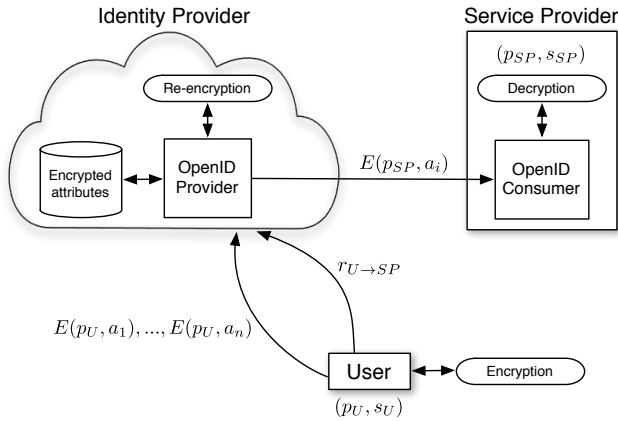 Identity Provider
Service Provider
(p_{SP}, s_{SP})
Re-encryption
Decryption
Encrypted
attributes
OpenID
Provider
E(p_{SP}, a_i)
OpenID
Consumer
r_{U→SP}
E(p_U, a_1), ..., E(p_U, a_n)
User
Encryption
(p_U, s_U)